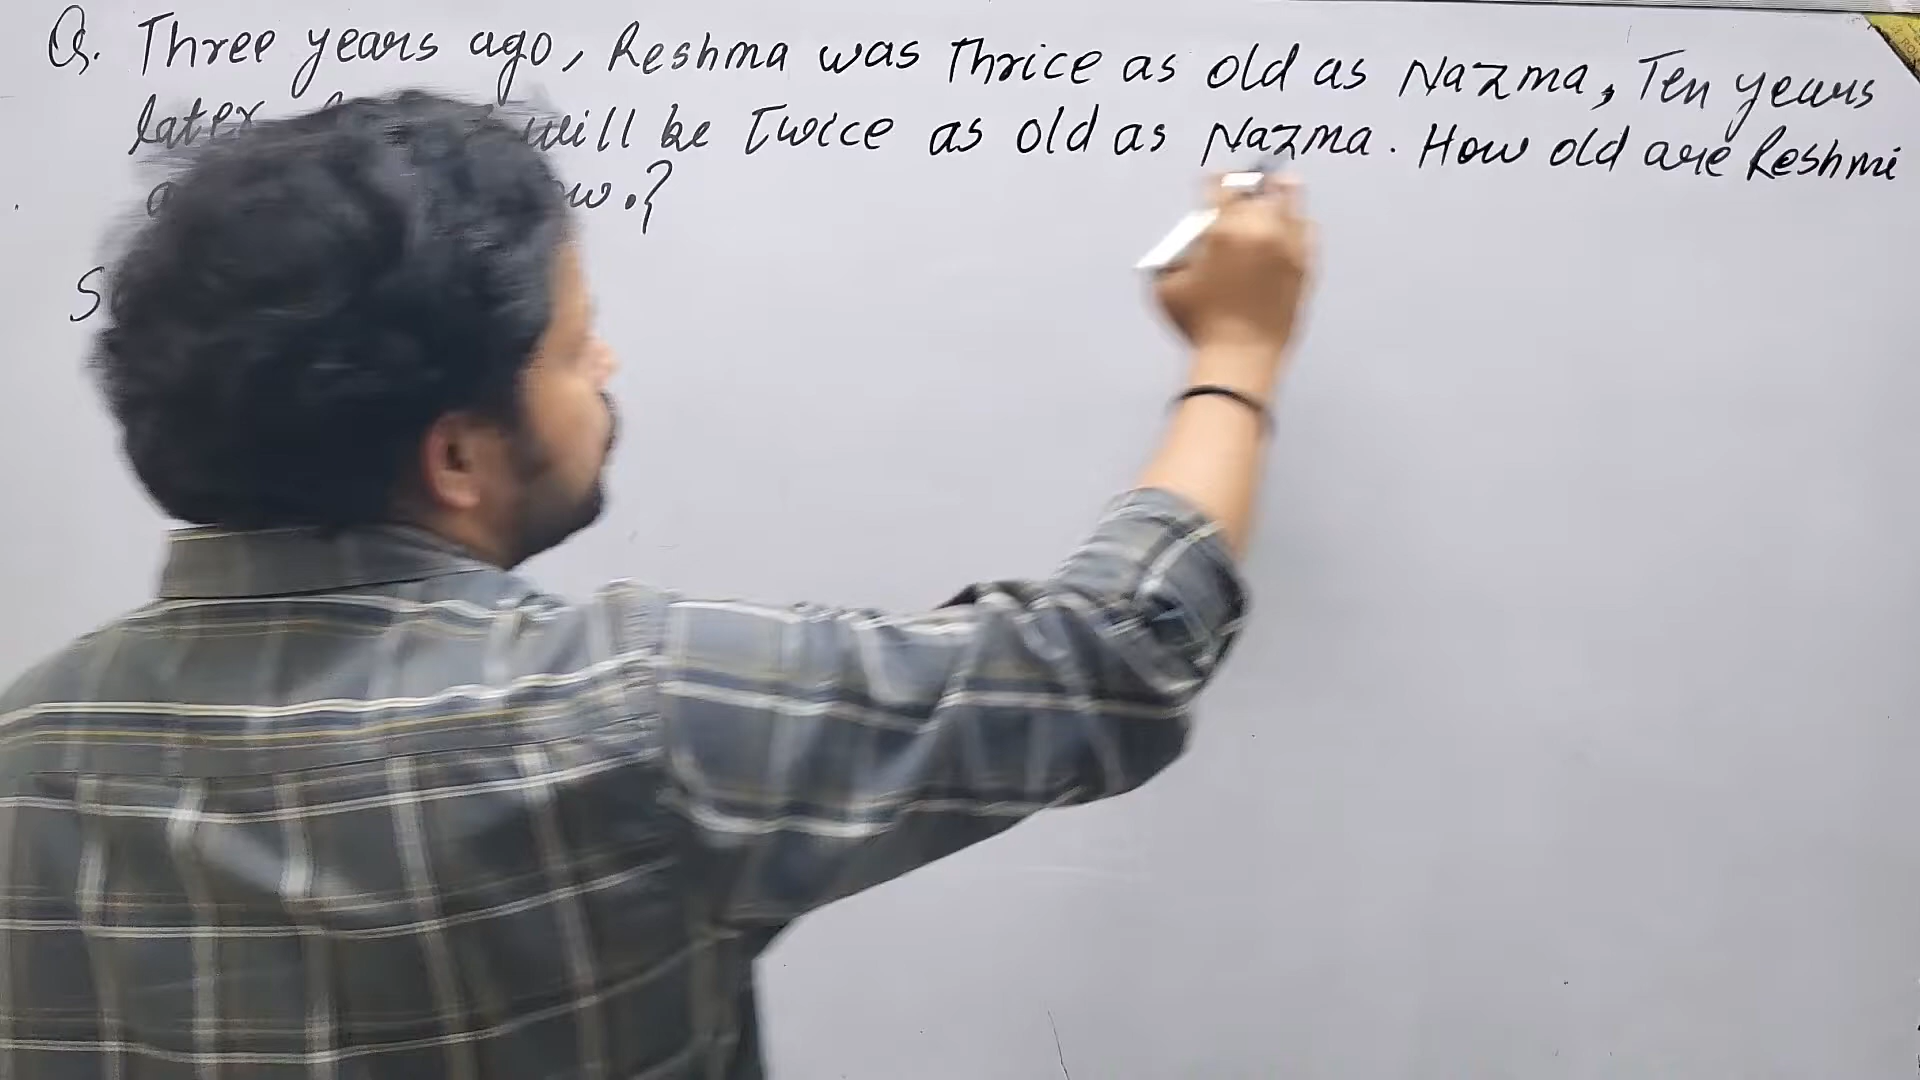 Q. Three years ago, Reshma was Thrice as old as Nazma, Ten years
later will be Twice as old as Nazma. How old are Reshmi
?